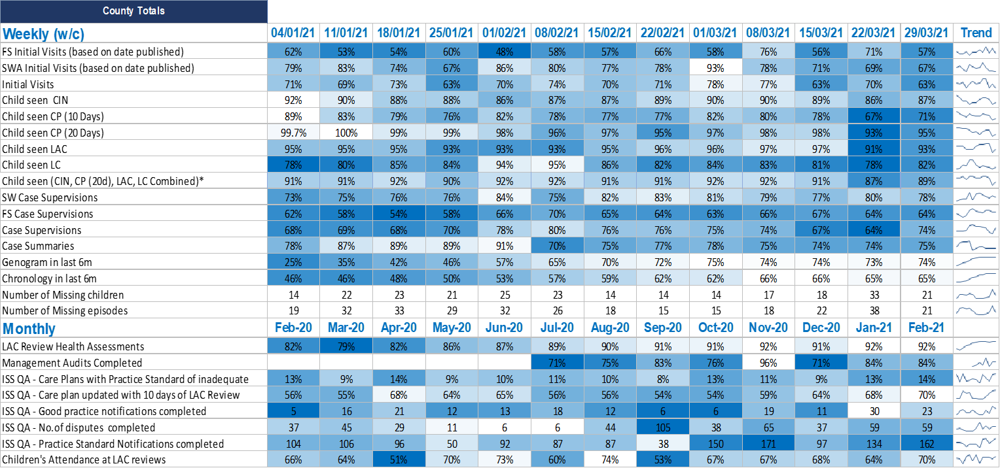 County Totals
Weekly (w/c) 04/01/21 11/01/21 18/01/21 25/01/21 01/02/21 08/02/21 15/02/21 22/02/21 01/03/21 08/03/21 15/03/21 22/03/21 29/03/21 Trend
FS Initial Visits (based on date published) 62% 53% 54% 60% 48% 58% 57% 66% 58% 76% 56% 71% 57%
SWA Initial Visits (based on date published) 79% 83% 74% 67% 86% 80% 77% 78% 93% 78% 71% 69% 67%
Initial Visits 71% 69% 73% 63% 70% 74% 70% 71% 78% 77% 63% 70% 63%
Child seen CIN 92% 90% 88% 88% 86% 87% 87% 89% 90% 90% 89% 86% 87%
Child seen CP (10 Days) 89% 83% 79% 76% 82% 78% 77% 77% 82% 80% 78% 67% 71%
Child seen CP (20 Days) 99.7% 100% 99% 99% 98% 96% 97% 95% 97% 98% 98% 93% 95%
Child seen LAC 95% 95% 95% 93% 93% 93% 95% 96% 96% 97% 97% 91% 93%
Child seen LC 78% 80% 85% 84% 94% 95% 86% 82% 84% 83% 81% 78% 82%
Child seen (CIN, CP (20d), LAC, LC Combined)* 91% 91% 92% 90% 92% 92% 91% 91% 92% 92% 91% 87% 89%
SW Case Supervisions 73% 75% 76% 76% 84% 75% 82% 83% 81% 79% 77% 80% 78%
FS Case Supervisions 62% 58% 54% 58% 66% 70% 65% 64% 63% 66% 67% 64% 64%
Case Supervisions 68% 69% 68% 70% 78% 80% 76% 76% 75% 74% 67% 64% 74%
Case Summaries 78% 87% 89% 89% 91% 70% 75% 77% 78% 75% 74% 74% 75%
Genogram in last 6m 25% 35% 42% 46% 57% 65% 70% 72% 75% 74% 74% 73% 74%
Chronology in last 6m 46% 46% 48% 50% 53% 57% 59% 62% 62% 66% 66% 65% 65%
Number of Missing children 14 22 23 21 25 23 14 14 14 17 18 33 21
Number of Missing episodes 19 32 33 29 32 26 18 15 15 18 22 38 21
Monthly Feb-20 Mar-20 Apr-20 May-20 Jun-20 Jul-20 Aug-20 Sep-20 Oct-20 Nov-20 Dec-20 Jan-21 Feb-21
LAC Review Health Assessments 82% 79% 82% 86% 87% 89% 90% 91% 91% 92% 91% 92% 92%
Management Audits Completed 71% 75% 83% 76% 96% 71% 84% 84%
ISS QA - Care Plans with Practice Standard of inadequate 13% 9% 14% 9% 10% 11% 10% 8% 13% 11% 9% 13% 14%
ISS QA - Care plan updated with 10 days of LAC Review 56% 55% 68% 64% 65% 56% 56% 54% 54% 59% 64% 68% 70%
ISS QA - Good practice notifications completed 5 16 21 12 13 18 12 6 6 19 11 30 23
ISS QA - No.of disputes completed 37 45 29 11 6 6 44 105 38 65 37 59 59
ISS QA - Practice Standard Notifications completed 104 106 96 50 92 87 87 38 150 171 97 134 162
Children's Attendance at LAC reviews 66% 64% 51% 70% 73% 60% 74% 53% 67% 67% 68% 64% 70%